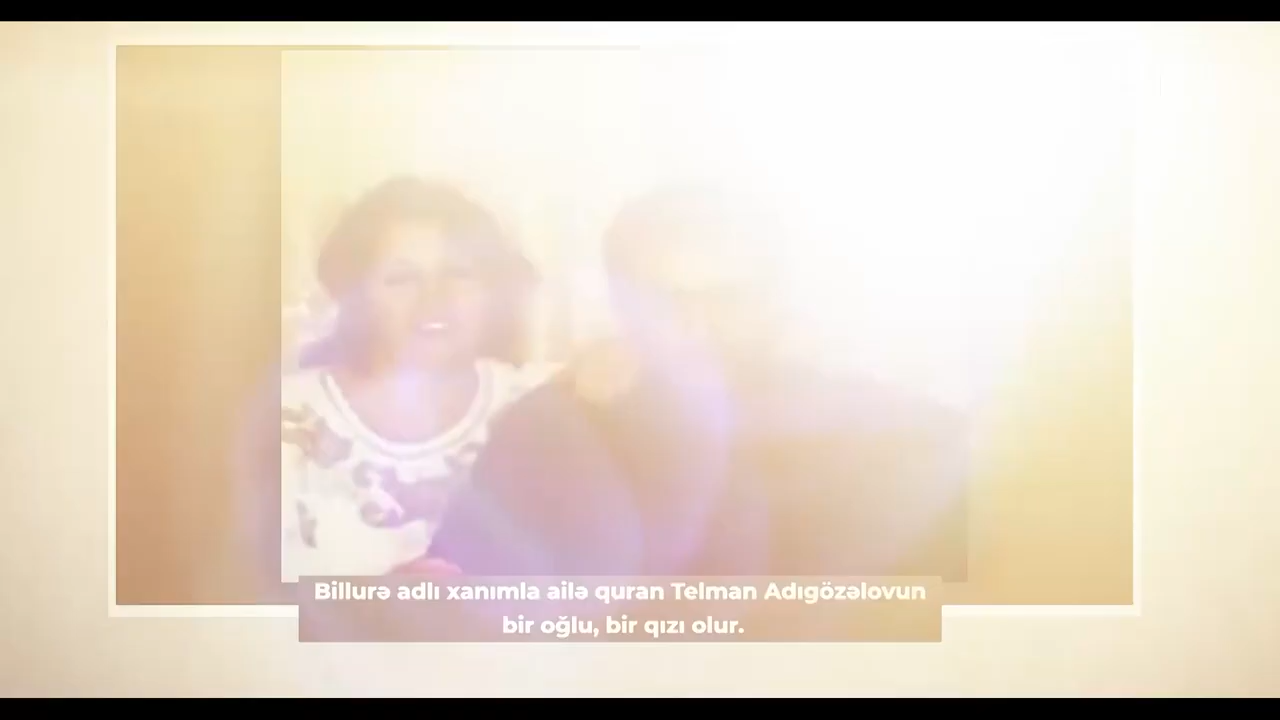 Billurə adlı xanımla ailə quran Telman Adıgözəlovun
bir oğlu, bir qızı olur.